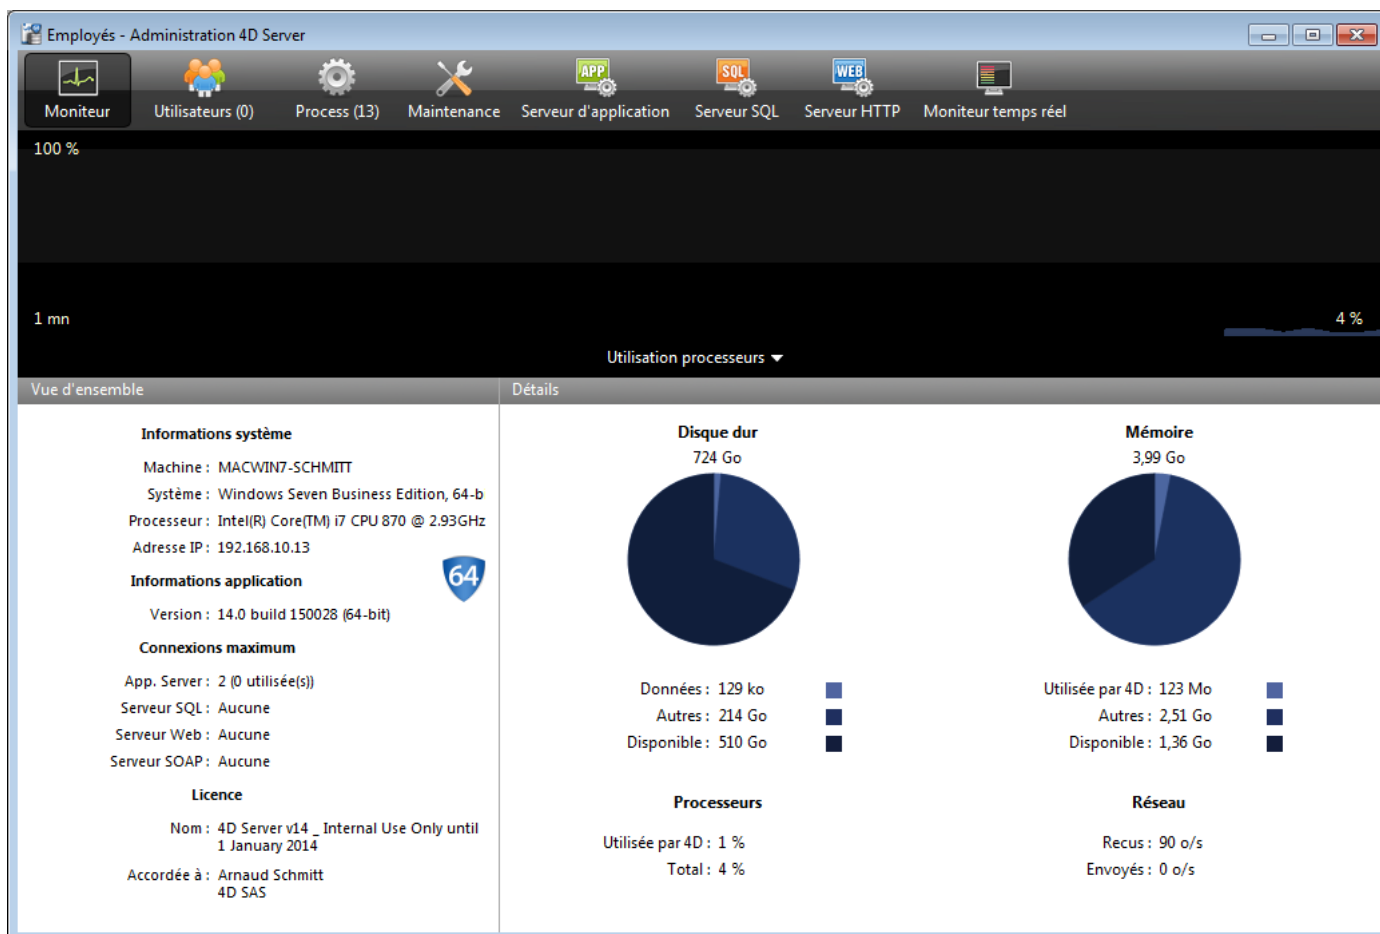 Employés - Administration 4D Server
Moniteur
Utilisateurs (0)
Process (13)
Maintenance
APP
Serveur d'application
SQL
Serveur SQL
WEB
Serveur HTTP
Moniteur temps réel
100 %
1 mn
4 %
Utilisation processeurs
Vue d'ensemble
Informations système
Machine : MACWIN7-SCHMITT
Système : Windows Seven Business Edition, 64-b
Processeur : Intel(R) Core(TM) i7 CPU 870 @ 2.93GHz
Adresse IP : 192.168.10.13
Informations application
64
Version : 14.0 build 150028 (64-bit)
Connexions maximum
App. Server : 2 (0 utilisée(s))
Serveur SQL : Aucune
Serveur Web : Aucune
Serveur SOAP : Aucune
Licence
Nom : 4D Server v14 _ Internal Use Only until
1 January 2014
Accordée à : Arnaud Schmitt
4D SAS
Détails
Disque dur
724 Go
Données : 129 ko
Autres : 214 Go
Disponible : 510 Go
Mémoire
3,99 Go
Utilisée par 4D : 123 Mo
Autres : 2,51 Go
Disponible : 1,36 Go
Processeurs
Utilisée par 4D : 1 %
Total : 4 %
Réseau
Recus : 90 o/s
Envoyés : 0 o/s